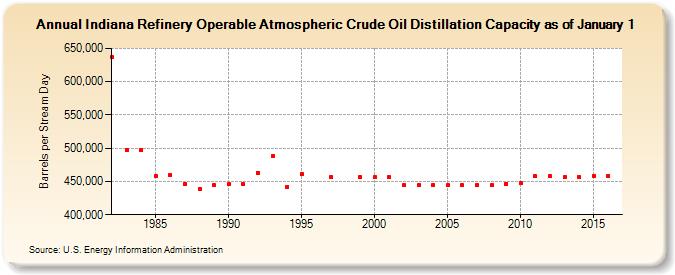 Annual Indiana Refinery Operable Atmospheric Crude Oil Distillation Capacity as of January 1
Barrels per Stream Day
650,000
600,000
550,000
500,000
450,000
400,000
1985 1990 1995 2000 2005 2010 2015
Source: U.S. Energy Information Administration